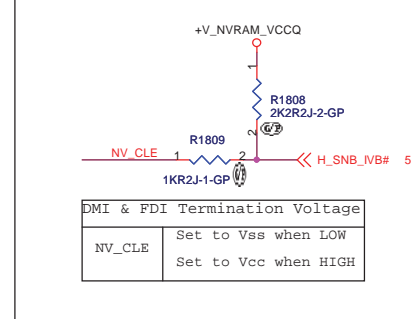 +V_NVRAM_VCCQ
1
R1808
2K2R2J-2-GP
2
R1809
NV_CLE 1 2 H_SNB_IVB# 5
1KR2J-1-GP
DMI & FDI Termination Voltage
NV_CLE
Set to Vss when LOW
Set to Vcc when HIGH